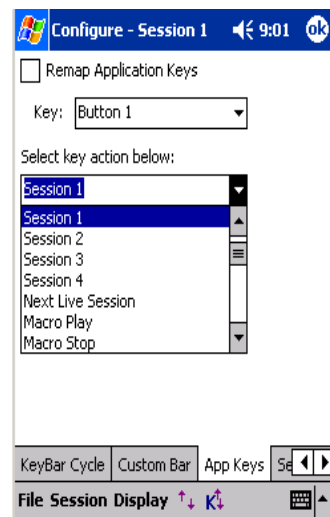 Configure - Session 1 9:01 ok
Remap Application Keys
Key: Button 1
Select key action below:
Session 1
Session 1
Session 2
Session 3
Session 4
Next Live Session
Macro Play
Macro Stop
KeyBar Cycle Custom Bar App Keys Se
File Session Display K